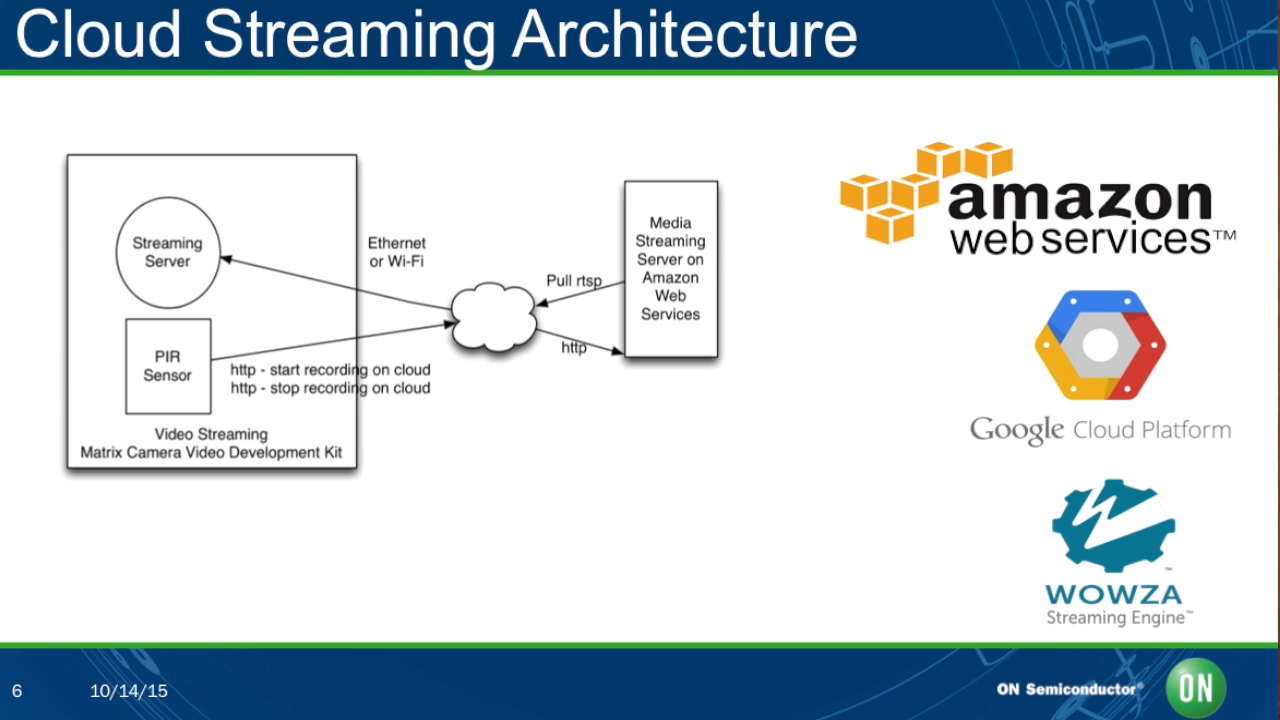 Cloud Streaming Architecture
Streaming
Server
PIR
Sensor
http - start recording on cloud
http - stop recording on cloud
Video Streaming
Matrix Camera Video Development Kit
Ethernet
or Wi-Fi
Pull rtsp
http
Media
Streaming
Server on
Amazon
Web
Services
amazon
web services™
Google Cloud Platform
WOWZA
Streaming Engine™
6
10/14/15
ON Semiconductor®
ON